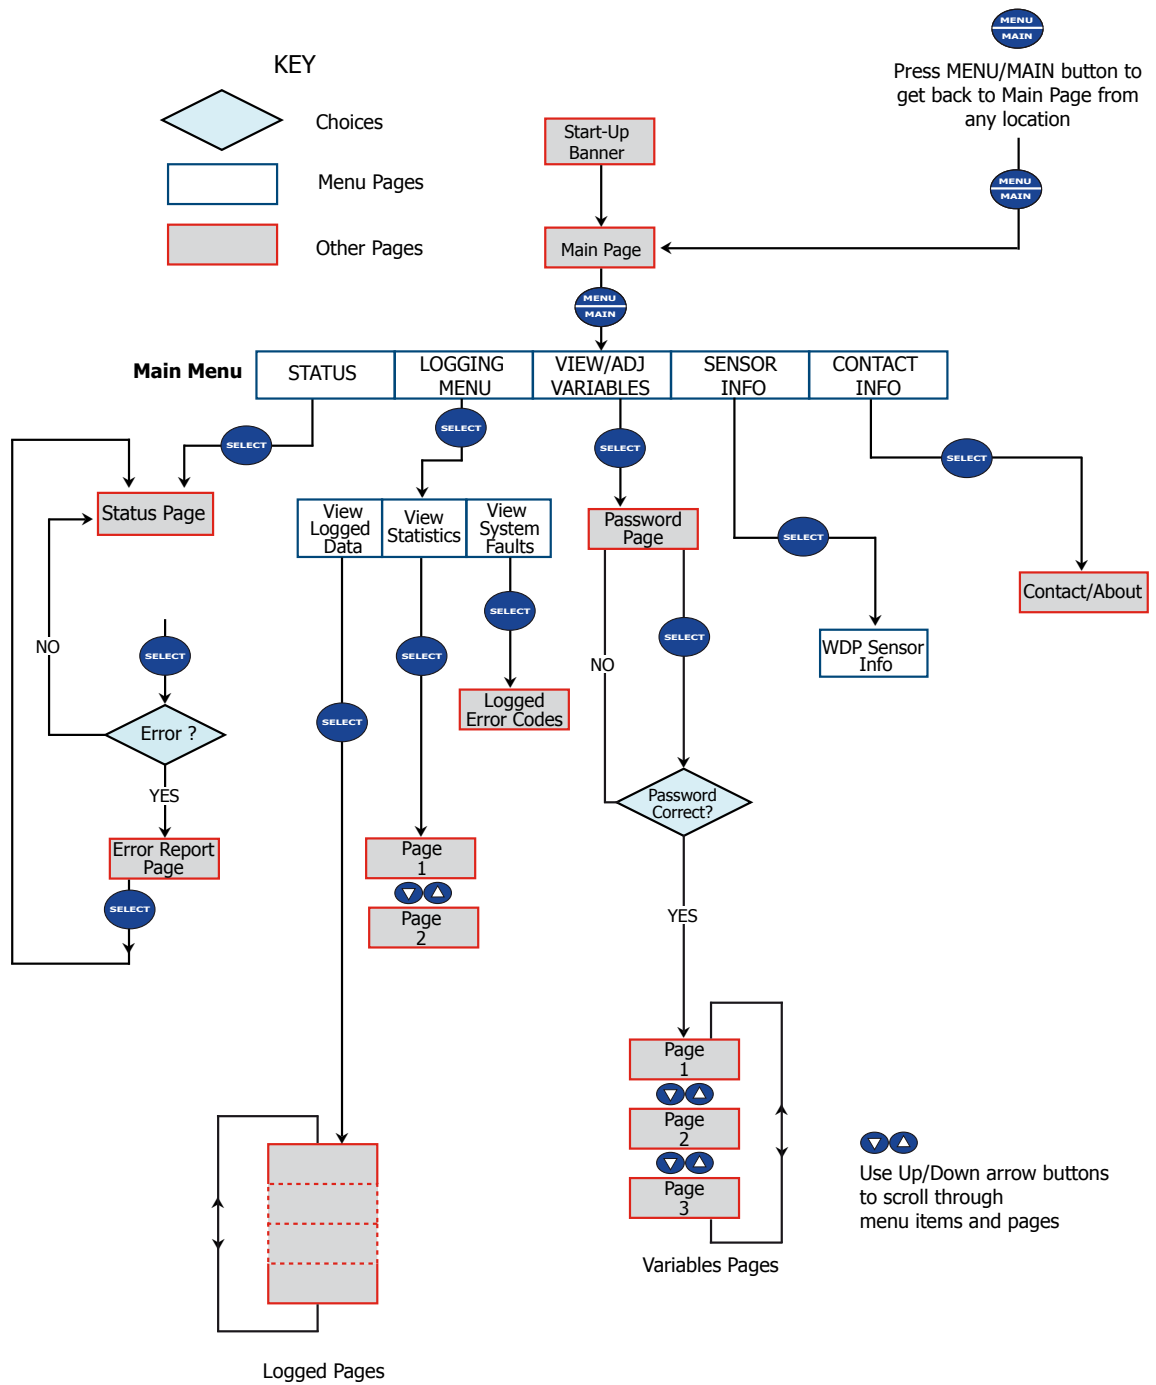 MENU
MAIN
Press MENU/MAIN button to
get back to Main Page from
any location
MENU
MAIN
KEY
Choices
Menu Pages
Other Pages
Start-Up
Banner
Main Page
MENU
MAIN
Main Menu
STATUS
LOGGING
MENU
VIEW/ADJ
VARIABLES
SENSOR
INFO
CONTACT
INFO
SELECT
SELECT
SELECT
SELECT
SELECT
Status Page
View
Logged
Data
View
Statistics
View
System
Faults
Password
Page
Contact/About
WDP Sensor
Info
NO
SELECT
Error ?
YES
Error Report
Page
SELECT
SELECT
SELECT
SELECT
Logged
Error Codes
NO
SELECT
Password
Correct?
YES
Page
1
Page
2
Page
1
Page
2
Page
3
Variables Pages
Use Up/Down arrow buttons
to scroll through
menu items and pages
Logged Pages